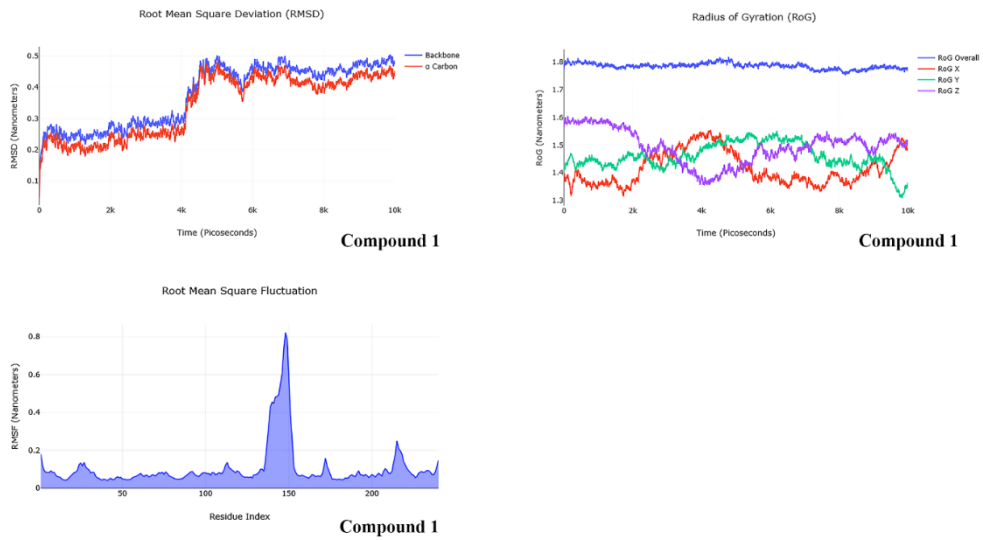 Root Mean Square Deviation (RMSD)
0.5
0.4
0.3
0.2
0.1
RMSD (Nanometers)
0
2k
4k
6k
8k
10k
Time (Picoseconds)
Backbone
α Carbon
Compound 1
Radius of Gyration (RoG)
1.8
1.7
1.6
1.5
1.4
1.3
RoG (Nanometers)
0
2k
4k
6k
8k
10k
Time (Picoseconds)
RoG Overall
RoG X
RoG Y
RoG Z
Compound 1
Root Mean Square Fluctuation
0.8
0.6
0.4
0.2
0
RMSF (Nanometers)
50
100
150
200
Residue Index
Compound 1